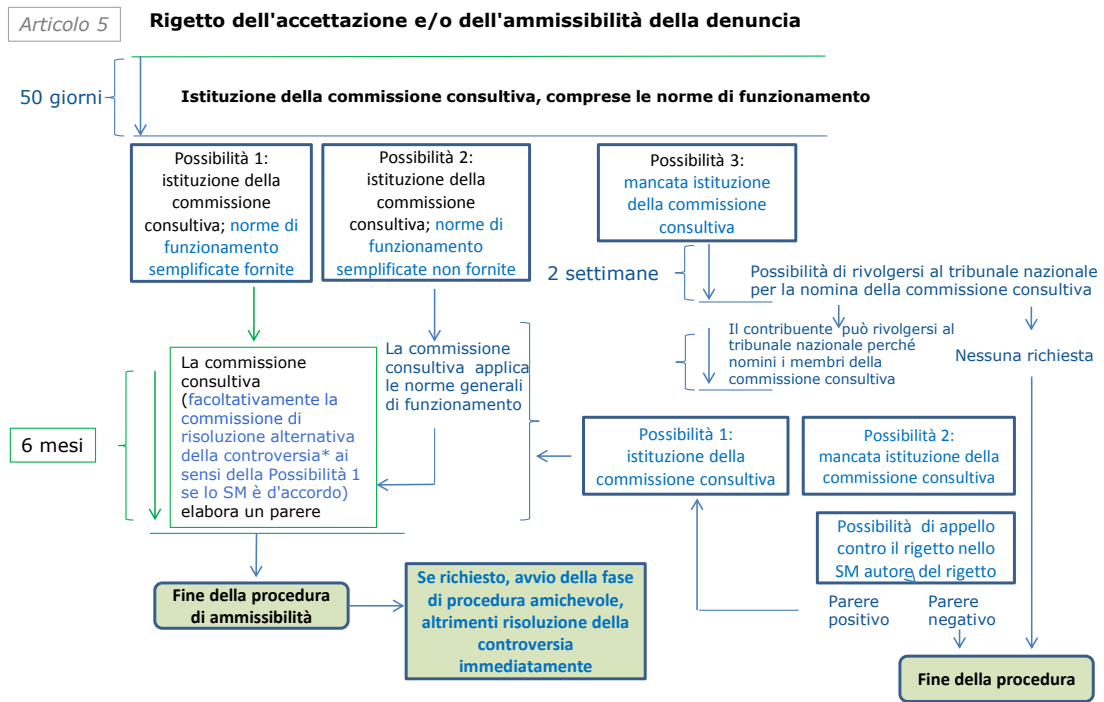 Articolo 5
Rigetto dell'accettazione e/o dell'ammissibilità della denuncia
50 giorni
Istituzione della commissione consultiva, comprese le norme di funzionamento
Possibilità 1:
istituzione della
commissione
consultiva; norme di
funzionamento
semplificate fornite
Possibilità 2:
istituzione della
commissione
consultiva; norme di
funzionamento
semplificate non fornite
Possibilità 3:
mancata istituzione
della commissione
consultiva
2 settimane
Possibilità di rivolgersi al tribunale nazionale
per la nomina della commissione consultiva
Il contribuente può rivolgersi al
tribunale nazionale perché
nomini i membri della
commissione consultiva
Nessuna richiesta
6 mesi
La commissione
consultiva
(facoltativamente la
commissione di
risoluzione alternativa
della controversia* ai
sensi della Possibilità 1
se lo SM è d'accordo)
elabora un parere
La commissione
consultiva applica
le norme generali
di funzionamento
Possibilità 1:
istituzione della
commissione consultiva
Possibilità 2:
mancata istituzione della
commissione consultiva
Possibilità di appello
contro il rigetto nello
SM autore del rigetto
Parere
positivo
Parere
negativo
Fine della procedura
di ammissibilità
Se richiesto, avvio della fase
di procedura amichevole,
altrimenti risoluzione della
controversia
immediatamente
Fine della procedura